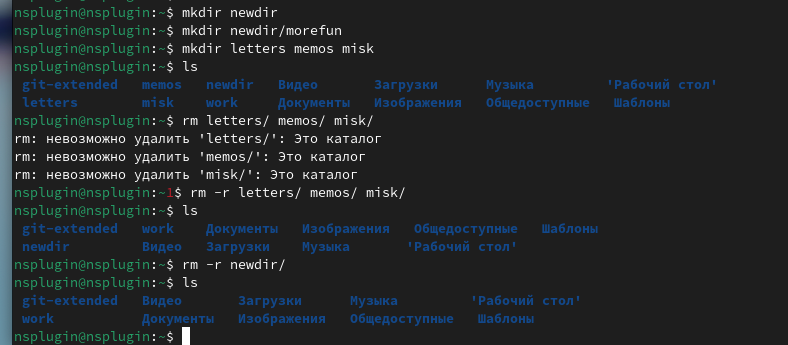 nsplugin@nsplugin:~$ mkdir newdir
nsplugin@nsplugin:~$ mkdir newdir/morefun
nsplugin@nsplugin:~$ mkdir letters memos misk
nsplugin@nsplugin:~$ ls
git-extended memos newdir Видео Загрузки Музыка 'Рабочий стол'
letters misk work Документы Изображения Общедоступные Шаблоны
nsplugin@nsplugin:~$ rm letters/ memos/ misk/
rm: невозможно удалить 'letters/': Это каталог
rm: невозможно удалить 'memos/': Это каталог
rm: невозможно удалить 'misk/': Это каталог
nsplugin@nsplugin:~1$ rm -r letters/ memos/ misk/
nsplugin@nsplugin:~$ ls
git-extended work Документы Изображения Общедоступные Шаблоны
newdir Видео Загрузки Музыка 'Рабочий стол'
nsplugin@nsplugin:~$ rm -r newdir/
nsplugin@nsplugin:~$ ls
git-extended Видео Загрузки Музыка 'Рабочий стол'
work Документы Изображения Общедоступные Шаблоны
nsplugin@nsplugin:~$